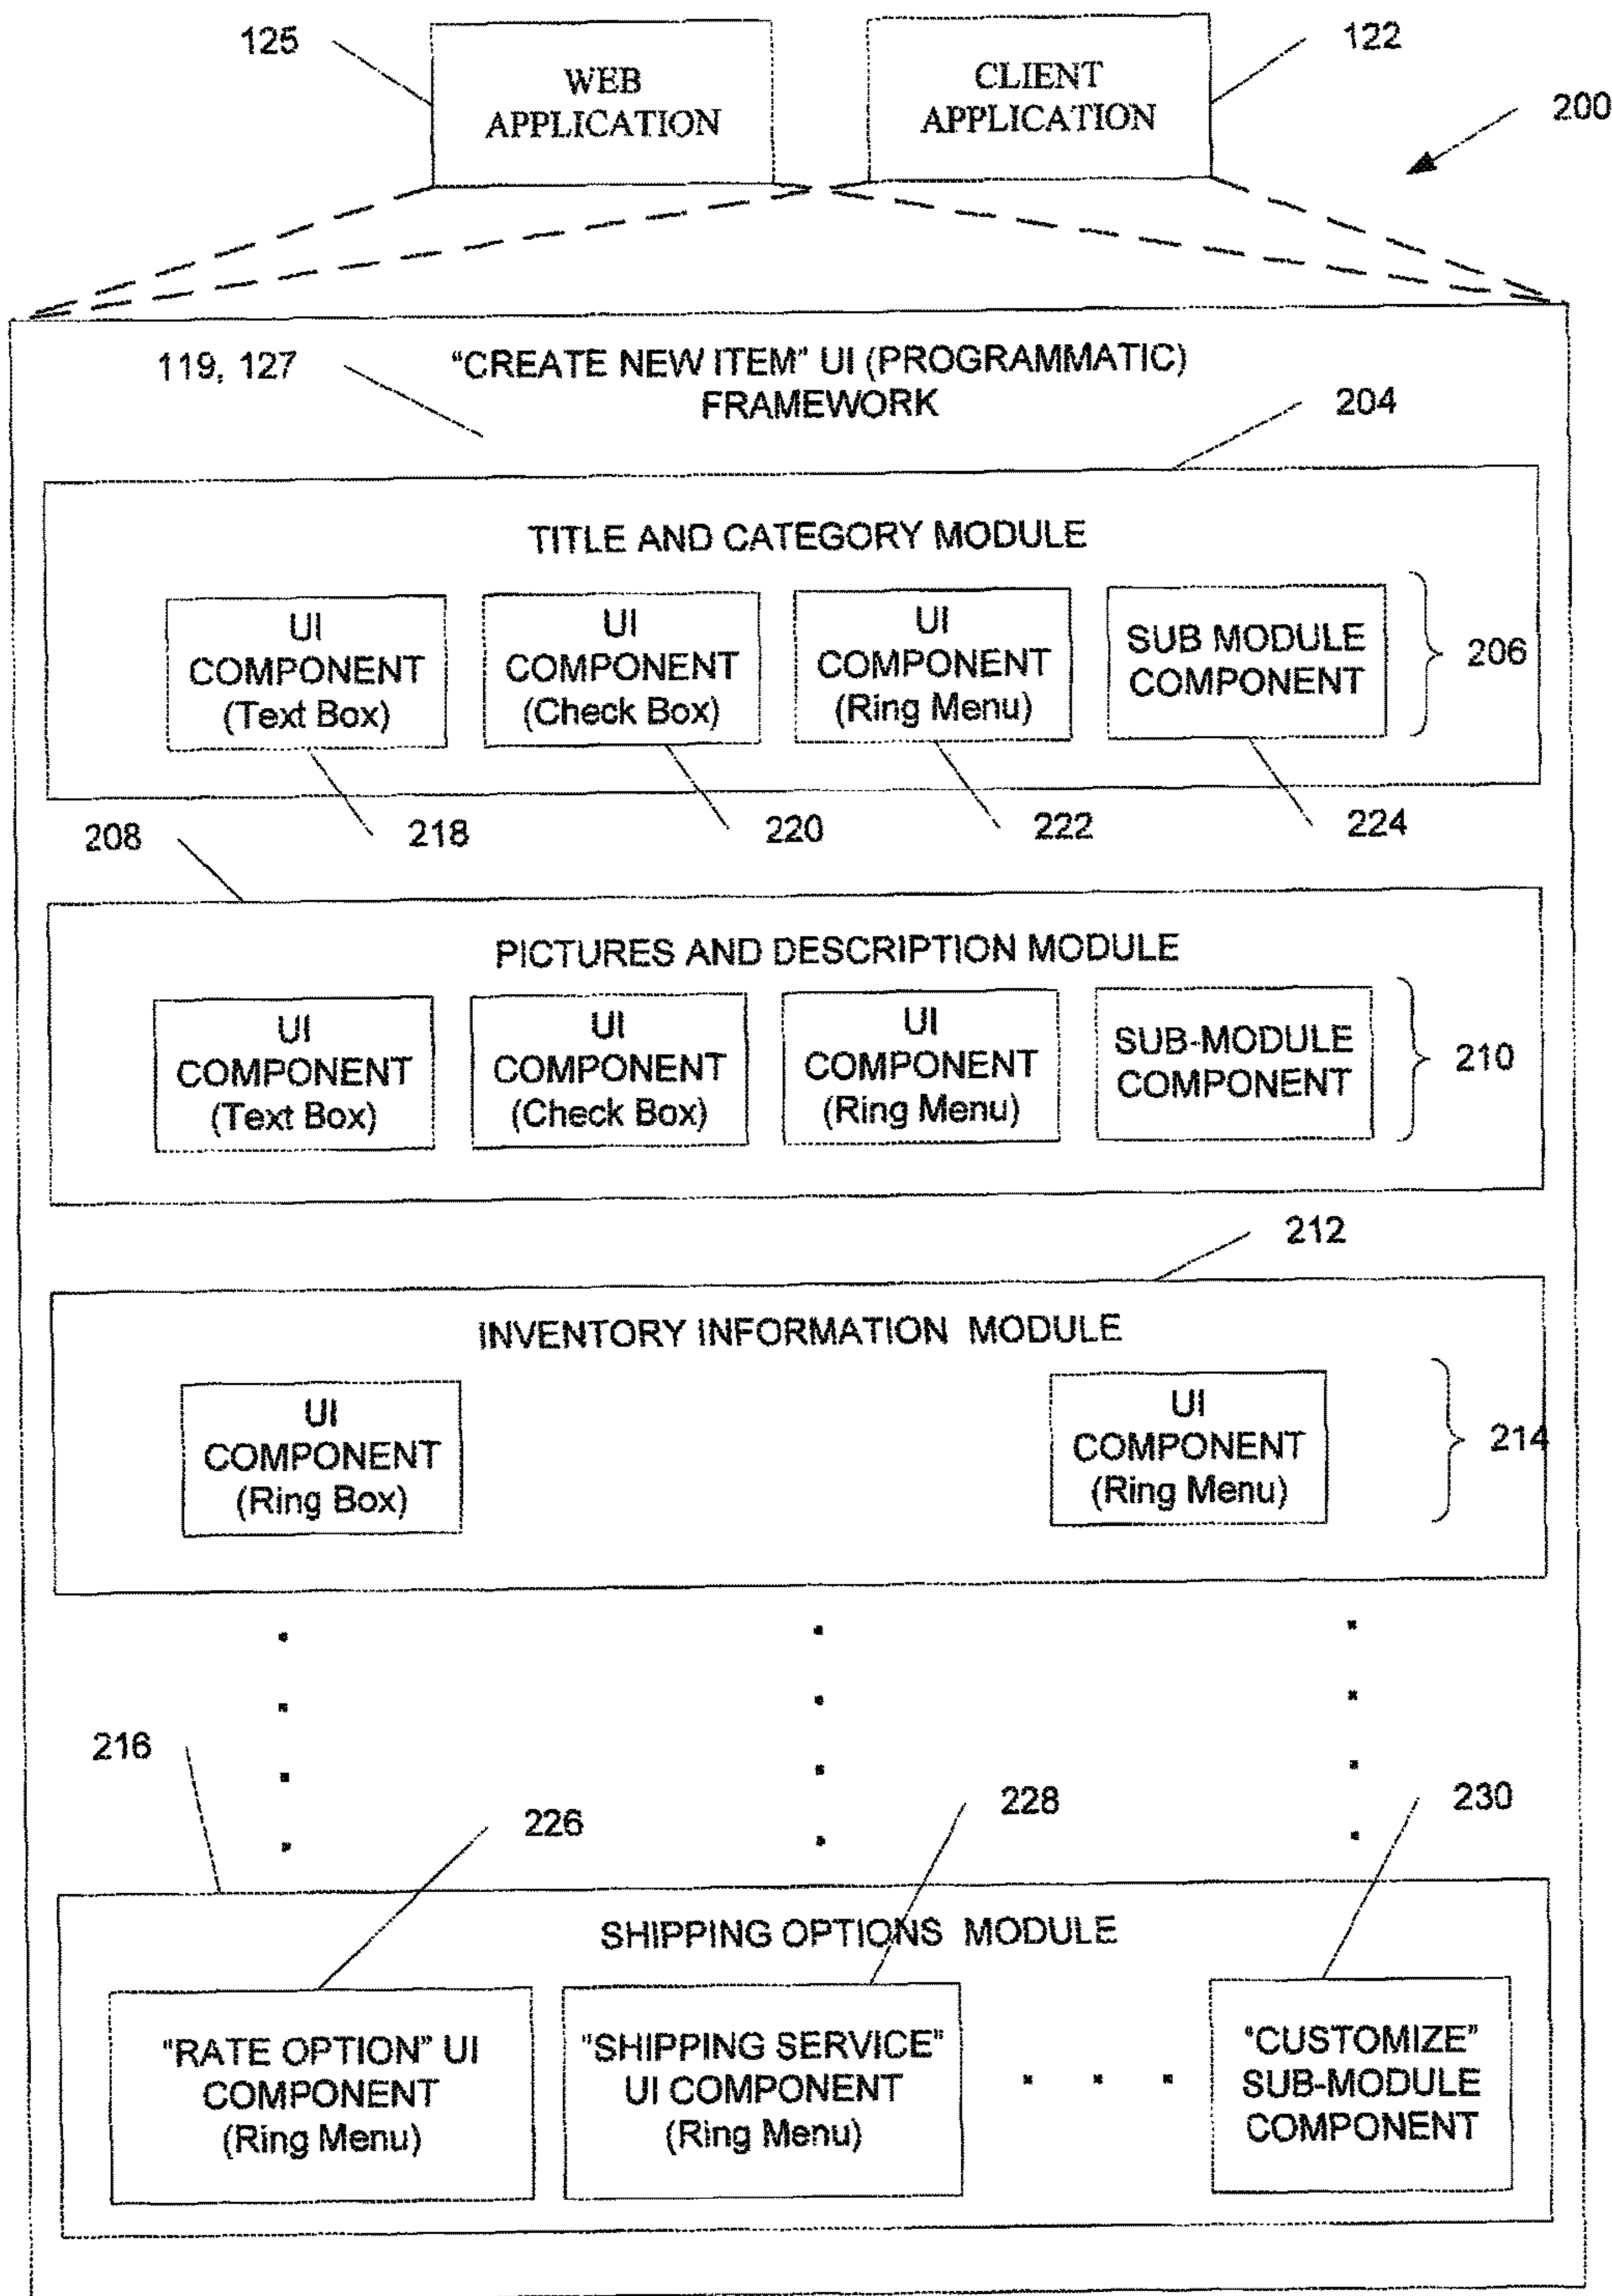 125
WEB
APPLICATION
CLIENT
APPLICATION
122
200
119, 127
"CREATE NEW ITEM" UI (PROGRAMMATIC)
FRAMEWORK
204
TITLE AND CATEGORY MODULE
UI
COMPONENT
(Text Box)
UI
COMPONENT
(Check Box)
UI
COMPONENT
(Ring Menu)
SUB MODULE
COMPONENT
206
218
220
222
224
208
PICTURES AND DESCRIPTION MODULE
UI
COMPONENT
(Text Box)
UI
COMPONENT
(Check Box)
UI
COMPONENT
(Ring Menu)
SUB-MODULE
COMPONENT
210
212
INVENTORY INFORMATION MODULE
UI
COMPONENT
(Ring Box)
UI
COMPONENT
(Ring Menu)
214
216
226
228
230
SHIPPING OPTIONS MODULE
"RATE OPTION" UI
COMPONENT
(Ring Menu)
"SHIPPING SERVICE"
UI COMPONENT
(Ring Menu)
"CUSTOMIZE"
SUB-MODULE
COMPONENT